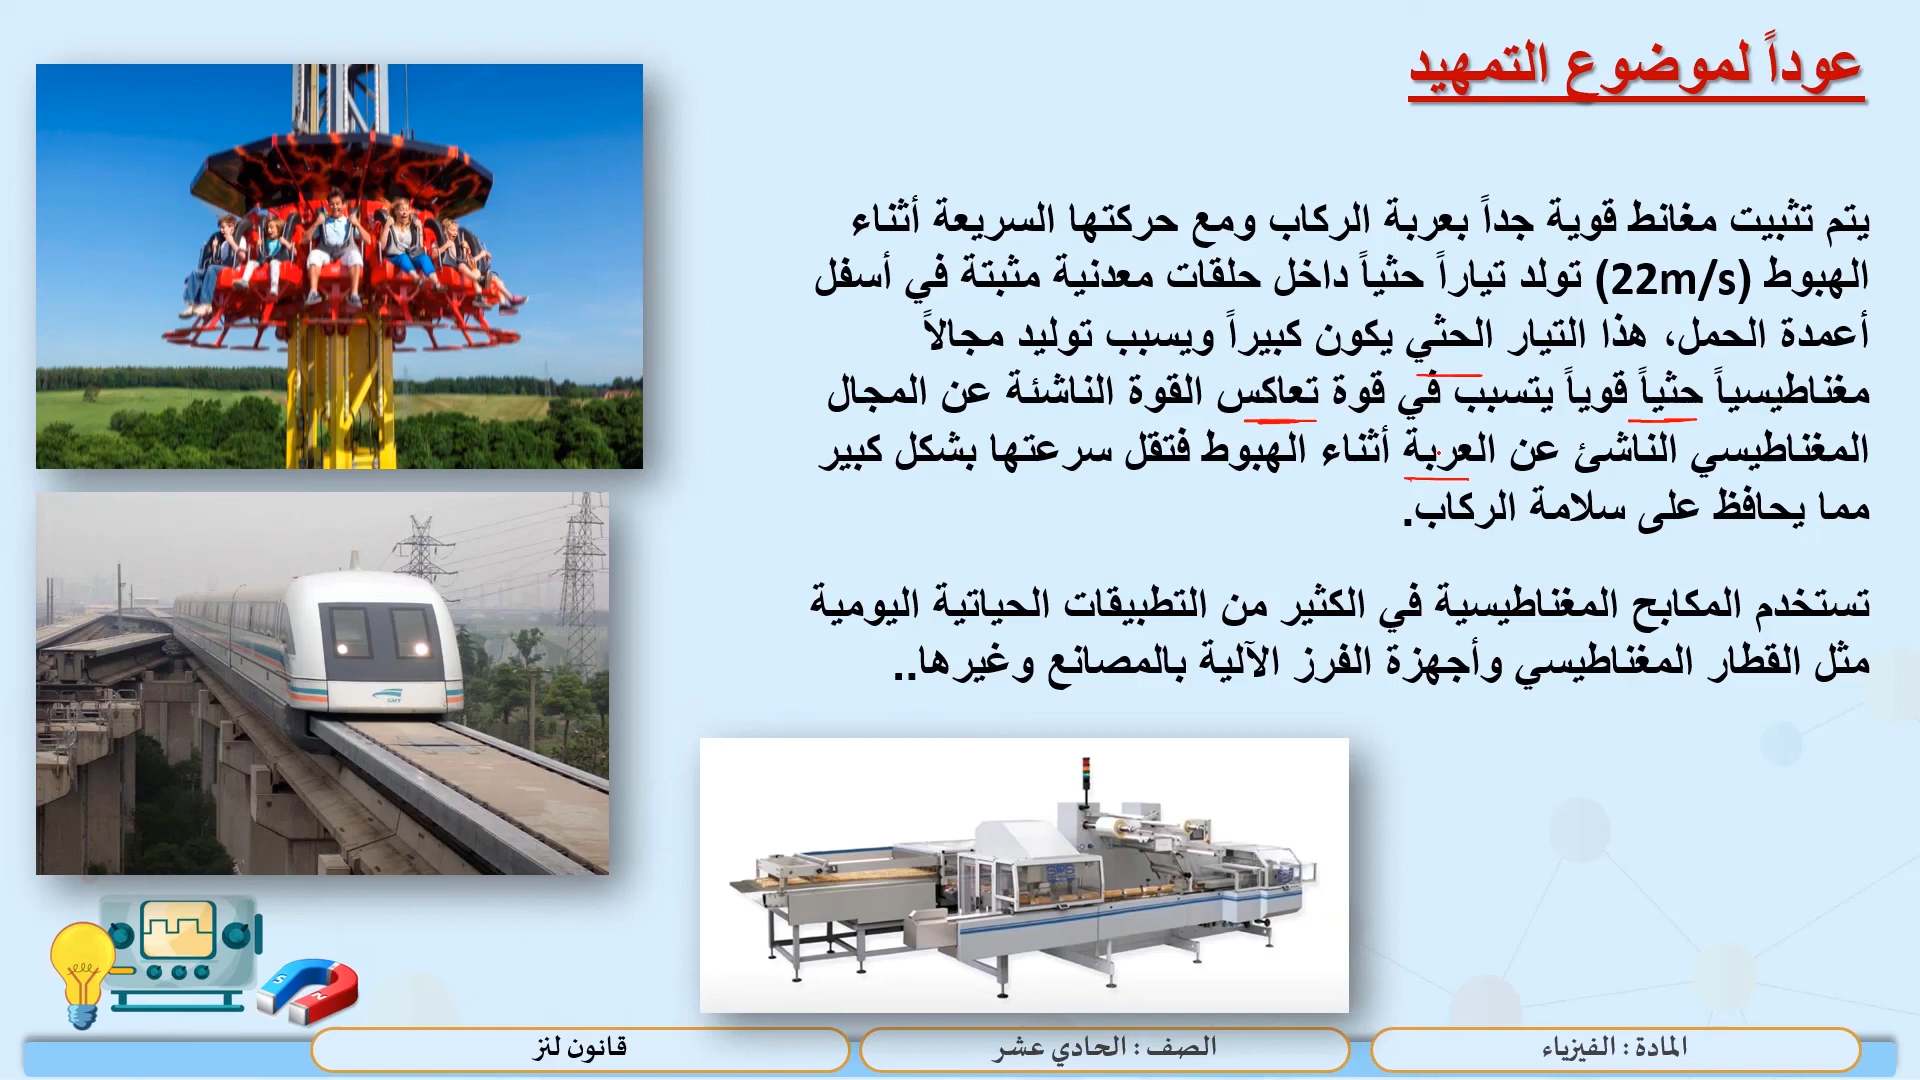 عوداً لموضوع التمهيد
يتم تثبيت مغانط قوية جداً بعربة الركاب ومع حركتها السريعة أثناء
الهبوط (22m/s) تولد تياراً حثياً داخل حلقات معدنية مثبتة في أسفل
أعمدة الحمل، هذا التيار الحثي يكون كبيراً ويسبب توليد مجالاً
مغناطيسياً حثياً قوياً يتسبب في قوة تعاكس القوة الناشئة عن المجال
المغناطيسي الناشئ عن العربة أثناء الهبوط فتقل سرعتها بشكل كبير
مما يحافظ على سلامة الركاب.
تستخدم المكابح المغناطيسية في الكثير من التطبيقات الحياتية اليومية
مثل القطار المغناطيسي وأجهزة الفرز الآلية بالمصانع وغيرها..
S
N
المادة : الفيزياء
الصف : الحادي عشر
قانون لنز